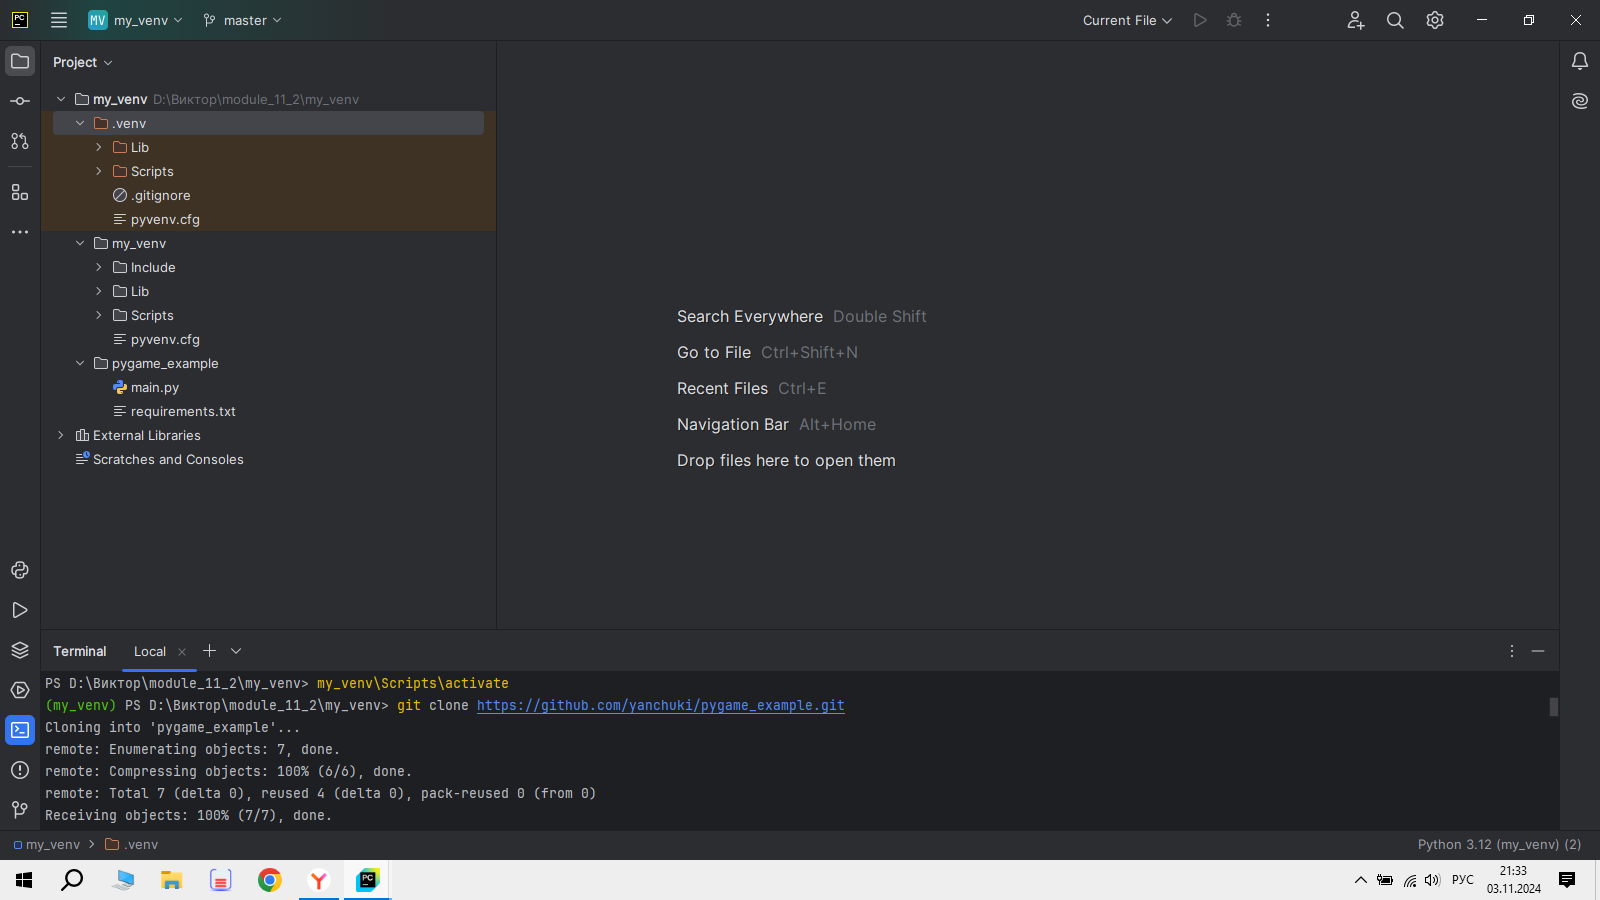 PC
MV my_venv
master
Current File
Project
my_venv D:\Виктор\module_11_2\my_venv
.venv
Lib
Scripts
.gitignore
pyvenv.cfg
my_venv
Include
Lib
Scripts
pyvenv.cfg
pygame_example
main.py
requirements.txt
External Libraries
Scratches and Consoles
Search Everywhere Double Shift
Go to File Ctrl+Shift+N
Recent Files Ctrl+E
Navigation Bar Alt+Home
Drop files here to open them
Terminal
Local
PS D:\Виктор\module_11_2\my_venv> my_venv\Scripts\activate
(my_venv) PS D:\Виктор\module_11_2\my_venv> git clone https://github.com/yanchuki/pygame_example.git
Cloning into 'pygame_example'...
remote: Enumerating objects: 7, done.
remote: Compressing objects: 100% (6/6), done.
remote: Total 7 (delta 0), reused 4 (delta 0), pack-reused 0 (from 0)
Receiving objects: 100% (7/7), done.
my_venv > .venv
Python 3.12 (my_venv) (2)
PC
РУС
21:33
03.11.2024